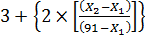 3 + {2 × [(X₂−X₁)/(91−X₁)]}